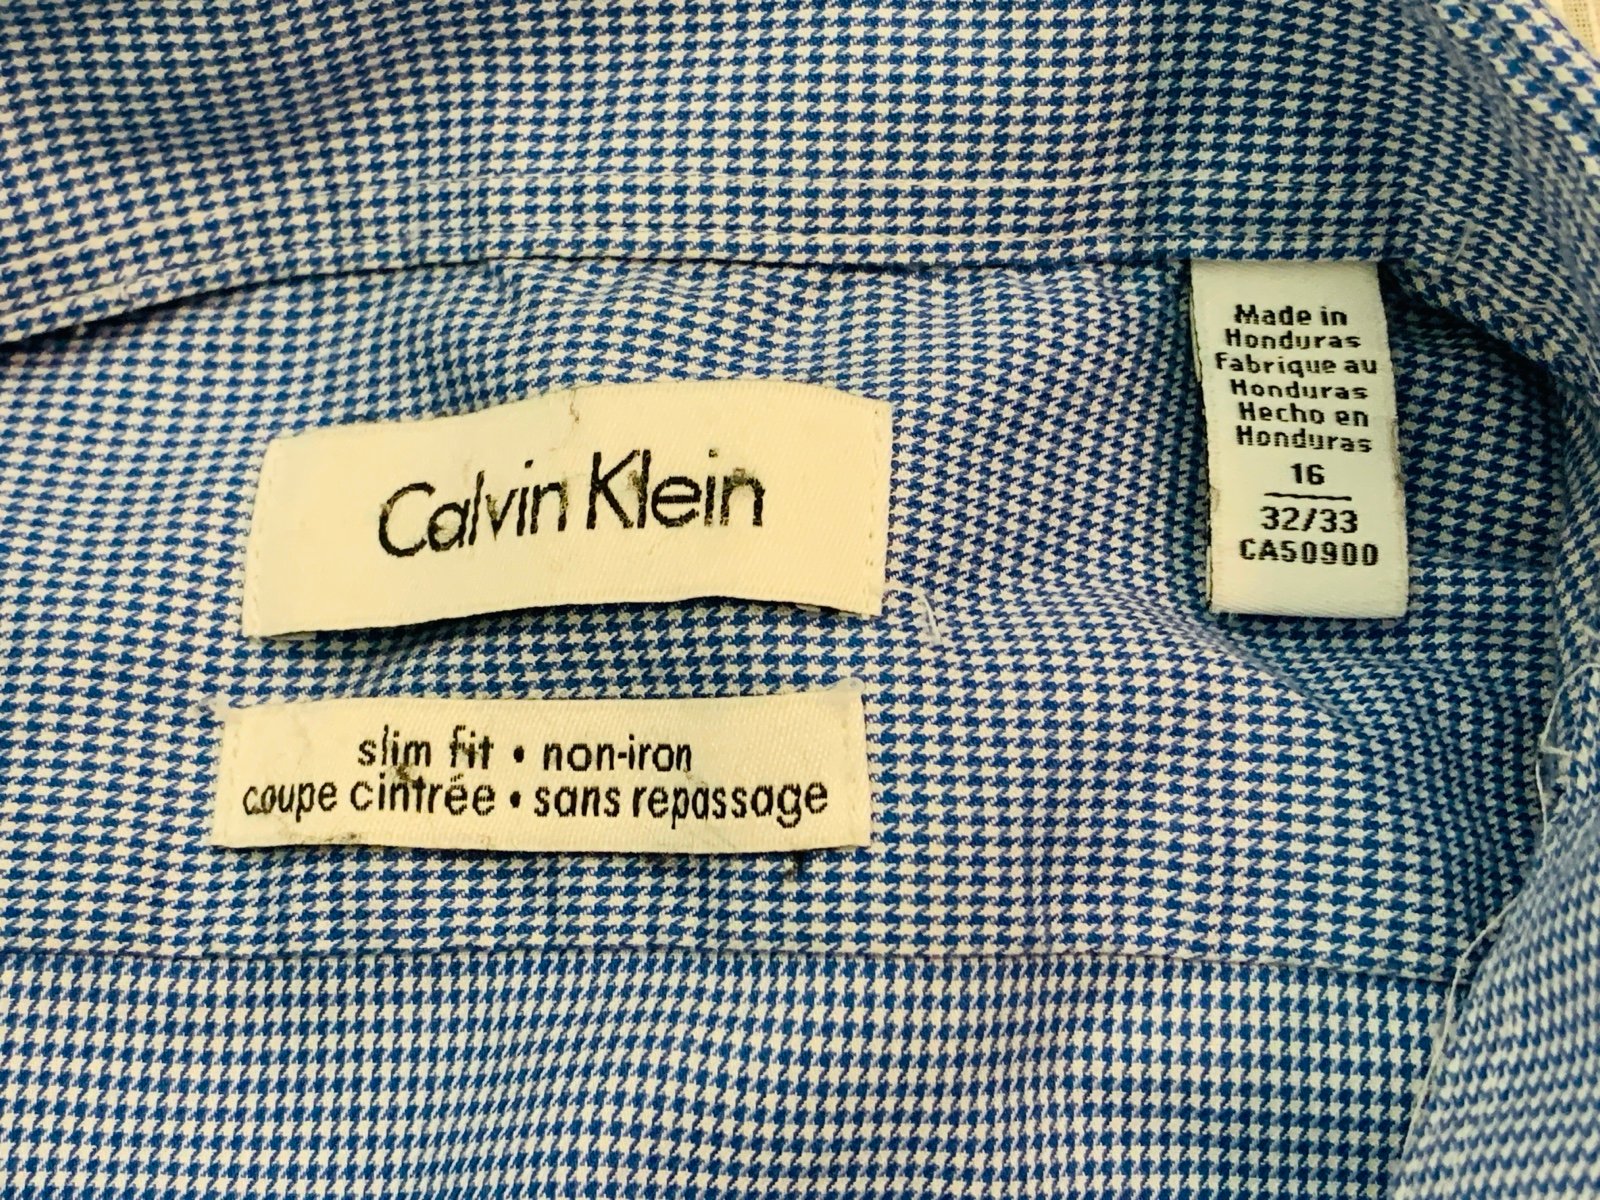 Calvin Klein
slim fit • non-iron
coupe cintrée • sans repassage
Made in
Honduras
Fabrique au
Honduras
Hecho en
Honduras
16
32/33
CA50900